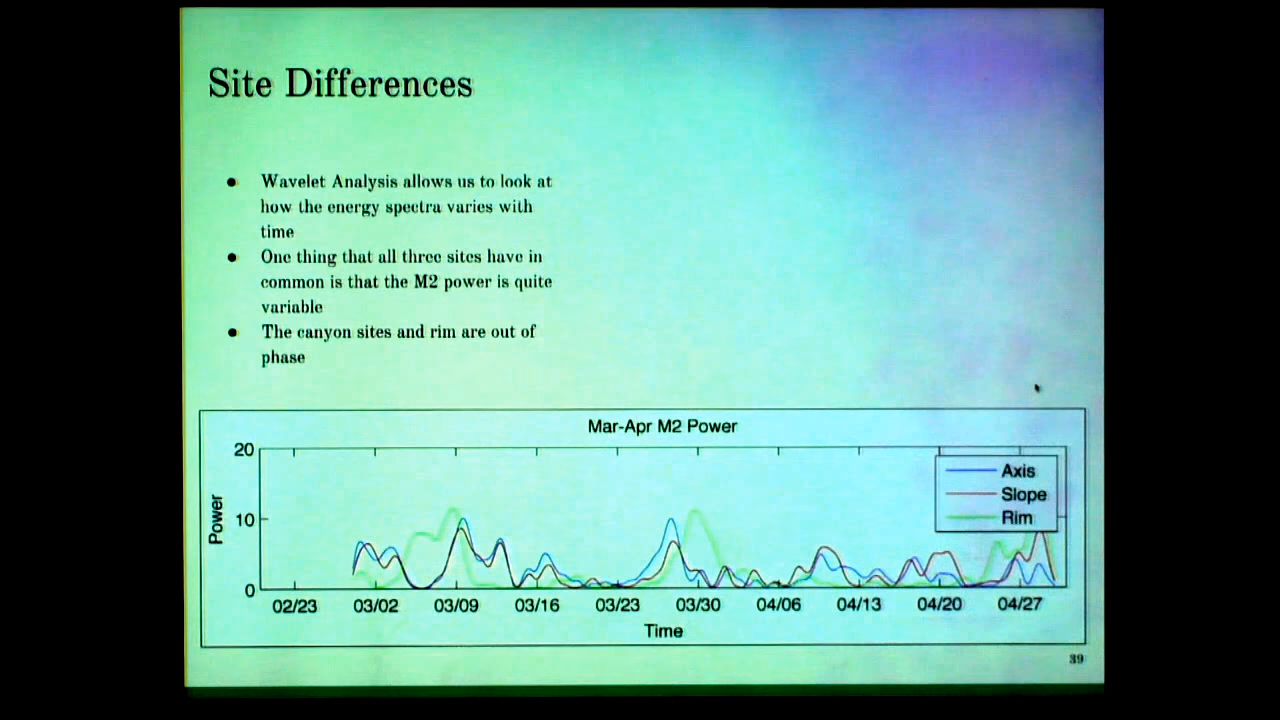 Site Differences
● Wavelet Analysis allows us to look at
how the energy spectra varies with
time
● One thing that all three sites have in
common is that the M2 power is quite
variable
● The canyon sites and rim are out of
phase
Mar-Apr M2 Power
20
10
0
Power
Axis
Slope
Rim
02/23 03/02 03/09 03/16 03/23 03/30 04/06 04/13 04/20 04/27
Time
39